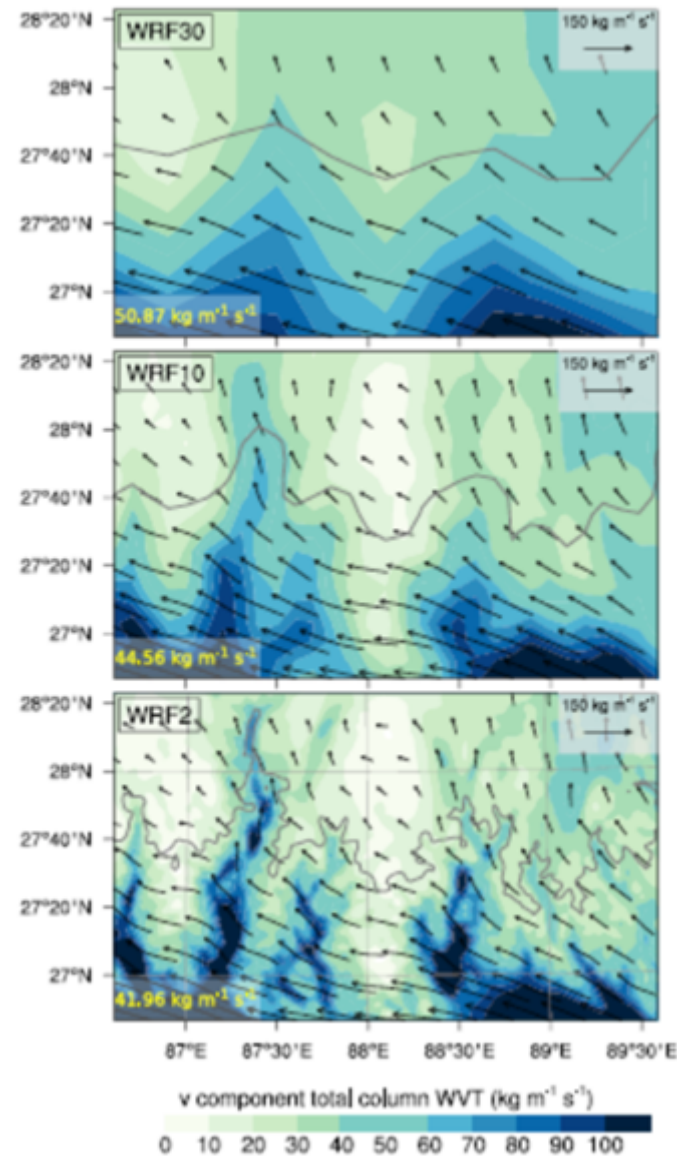 28°20'N
WRF30
150 kg m⁻¹ s⁻¹
28°N
27°40'N
27°20'N
27°N
50.87 kg m⁻¹ s⁻¹
28°20'N
WRF10
150 kg m⁻¹ s⁻¹
28°N
27°40'N
27°20'N
27°N
44.56 kg m⁻¹ s⁻¹
28°20'N
WRF2
150 kg m⁻¹ s⁻¹
28°N
27°40'N
27°20'N
27°N
41.96 kg m⁻¹ s⁻¹
87°E 87°30'E 88°E 88°30'E 89°E 89°30'E
v component total column WVT (kg m⁻¹ s⁻¹)
0 10 20 30 40 50 60 70 80 90 100